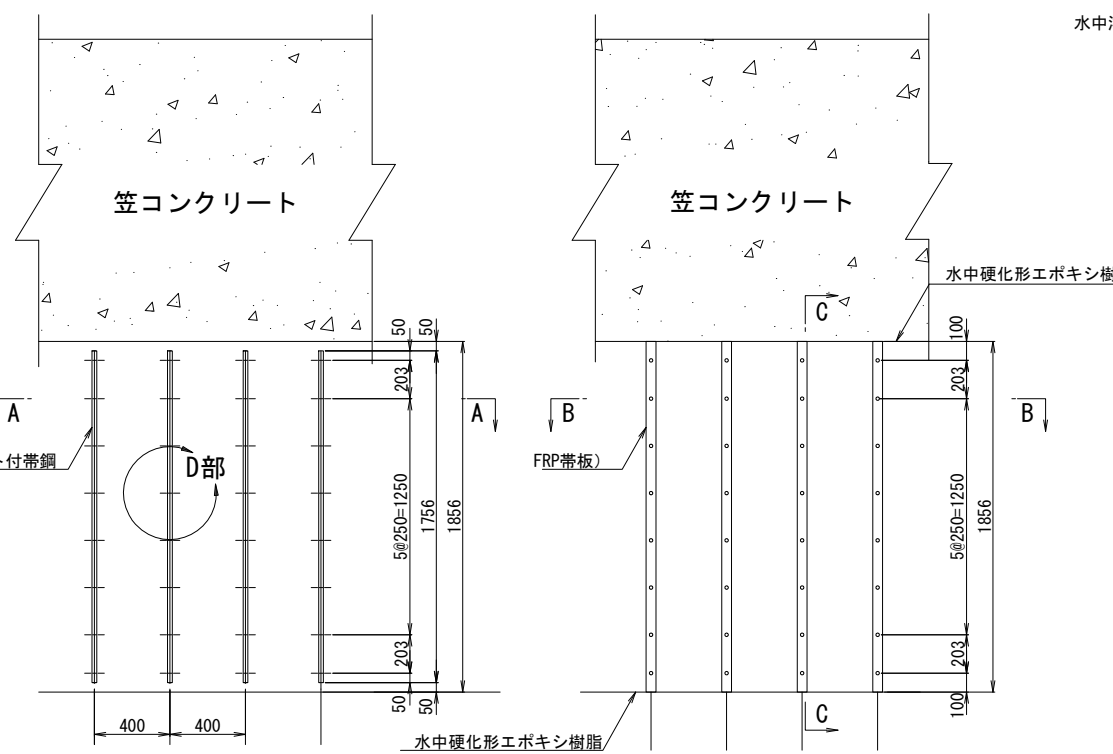 水中
笠コンクリート
笠コンクリート
水中硬化形エポキシ樹
C
50
50
100
203
203
A
A
B
B
付帯鋼
D部
FRP帯板)
5@250=1250
1756
1856
5@250=1250
1856
203
203
50
50
100
400
400
水中硬化形エポキシ樹脂
C